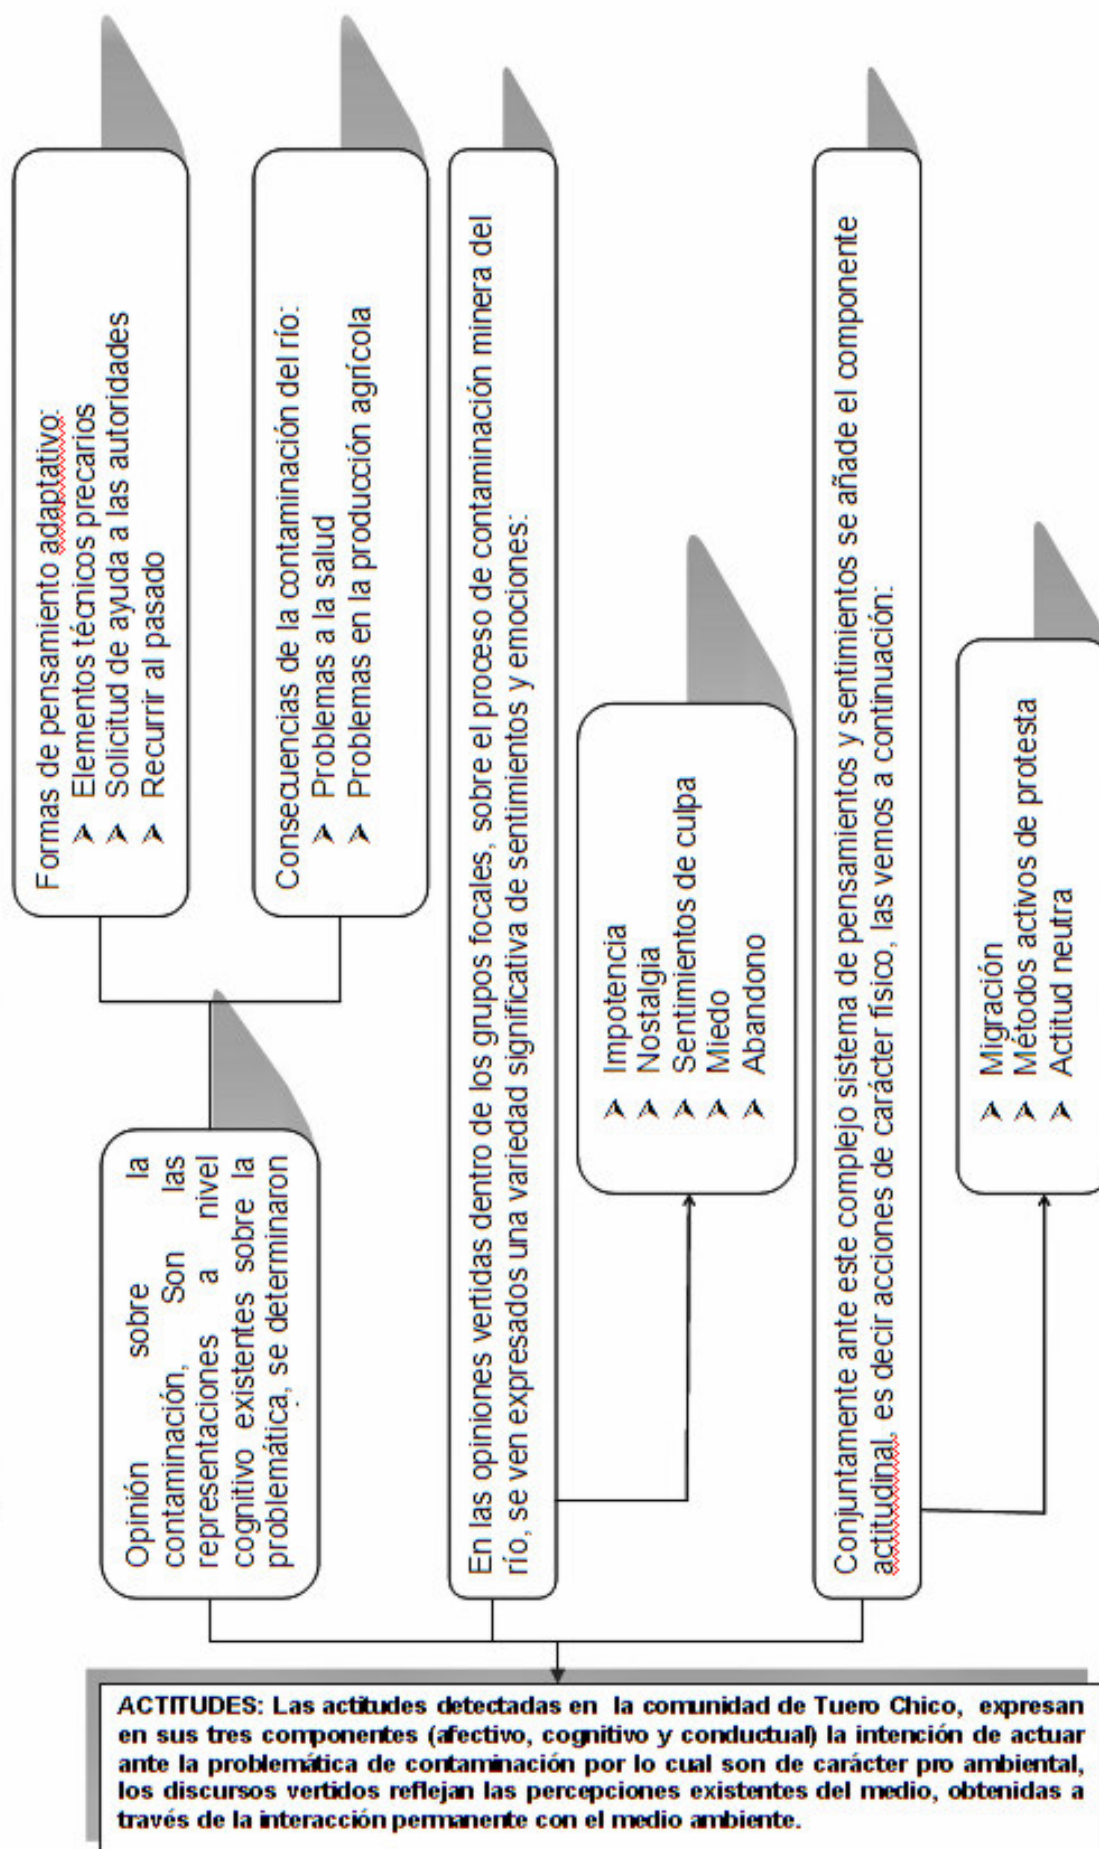 Opinión sobre la
contaminación, Son las
representaciones a nivel
cognitivo existentes sobre la
problemática, se determinaron
Formas de pensamiento adaptativo:
➢ Elementos técnicos precarios
➢ Solicitud de ayuda a las autoridades
➢ Recurrir al pasado
Consecuencias de la contaminación del río:
➢ Problemas a la salud
➢ Problemas en la producción agrícola
En las opiniones vertidas dentro de los grupos focales, sobre el proceso de contaminación minera del
río, se ven expresados una variedad significativa de sentimientos y emociones:
➢ Impotencia
➢ Nostalgia
➢ Sentimientos de culpa
➢ Miedo
➢ Abandono
Conjuntamente ante este complejo sistema de pensamientos y sentimientos se añade el componente
actitudinal, es decir acciones de carácter físico, las vemos a continuación:
➢ Migración
➢ Métodos activos de protesta
➢ Actitud neutra
ACTITUDES: Las actitudes detectadas en la comunidad de Tuero Chico, expresan
en sus tres componentes (afectivo, cognitivo y conductual) la intención de actuar
ante la problemática de contaminación por lo cual son de carácter pro ambiental,
los discursos vertidos reflejan las percepciones existentes del medio, obtenidas a
través de la interacción permanente con el medio ambiente.